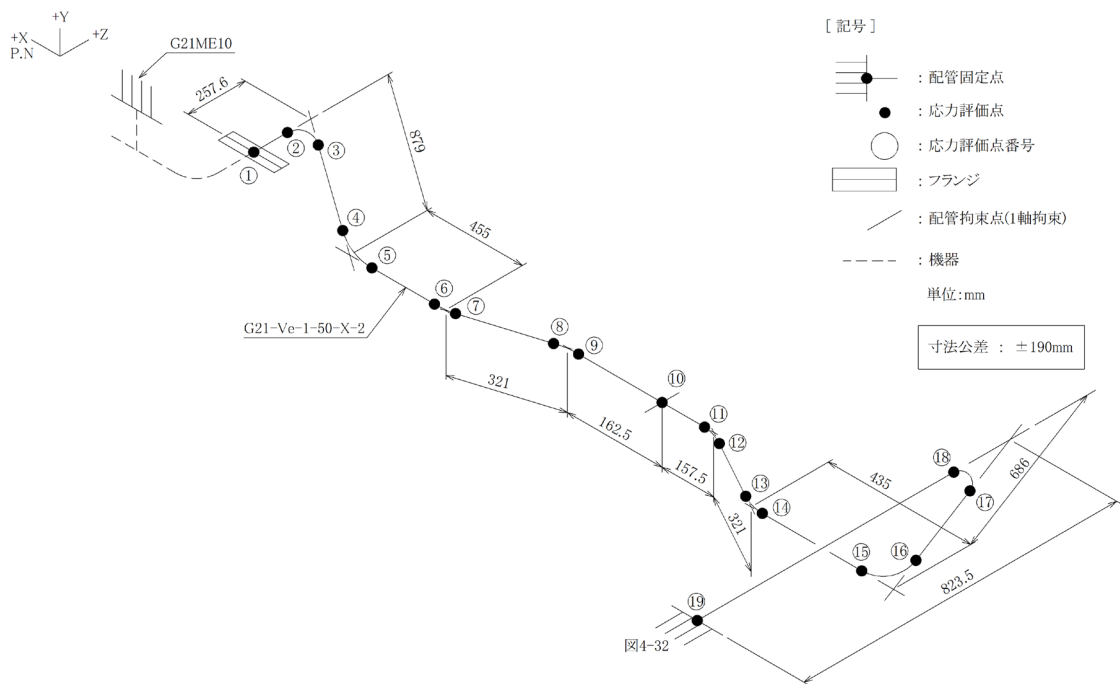 +Y
+X
+Z
P.N
G21ME10
257.6
①
②
③
879
④
⑤
455
⑥
⑦
G21-Ve-1-50-X-2
⑧
⑨
321
⑩
162.5
⑪
⑫
157.5
⑬
⑭
321
435
⑮
⑯
⑰
⑱
686
823.5
⑲
図4-32
[ 記号 ]
: 配管固定点
: 応力評価点
: 応力評価点番号
: フランジ
: 配管拘束点(1軸拘束)
: 機器
単位:mm
寸法公差 : ±190mm